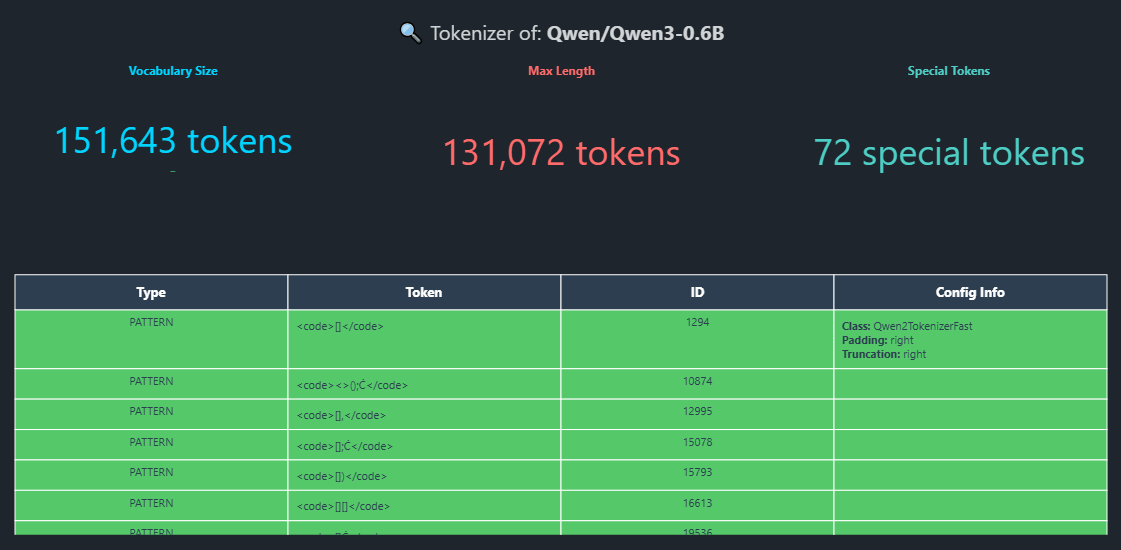 🔍 Tokenizer of: Qwen/Qwen3-0.6B
Vocabulary Size Max Length Special Tokens
151,643 tokens 131,072 tokens 72 special tokens
-
Type Token ID Config Info
PATTERN <code>[]</code> 1294 Class: Qwen2TokenizerFast
Padding: right
Truncation: right
PATTERN <code><>();Ċ</code> 10874
PATTERN <code>[],</code> 12995
PATTERN <code>[];Ċ</code> 15078
PATTERN <code>[])</code> 15793
PATTERN <code>[][]</code> 16613
PATTERN 19536